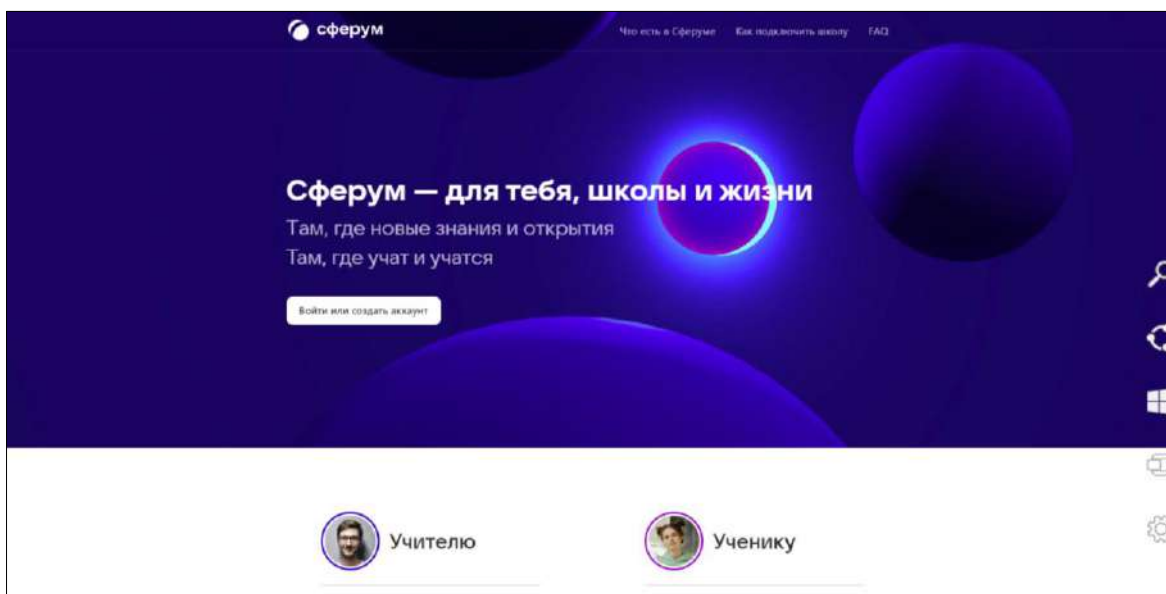 сферум
Что есть в Сферуме Как подключить школу FAQ
Сферум — для тебя, школы и жизни
Там, где новые знания и открытия
Там, где учат и учатся
Войти или создать аккаунт
Учителю Ученику